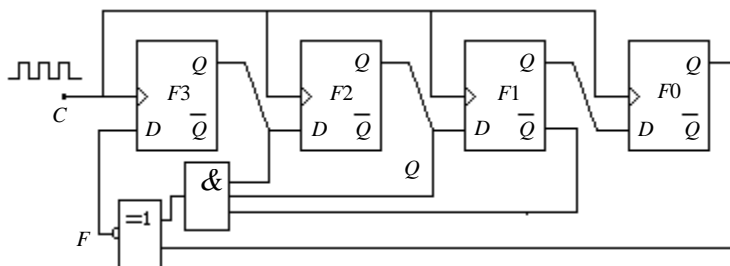 Q Q Q Q
F3 F2 F1 F0
C
D Q̅ D Q̅ D Q̅ D Q̅
& Q
=1
F